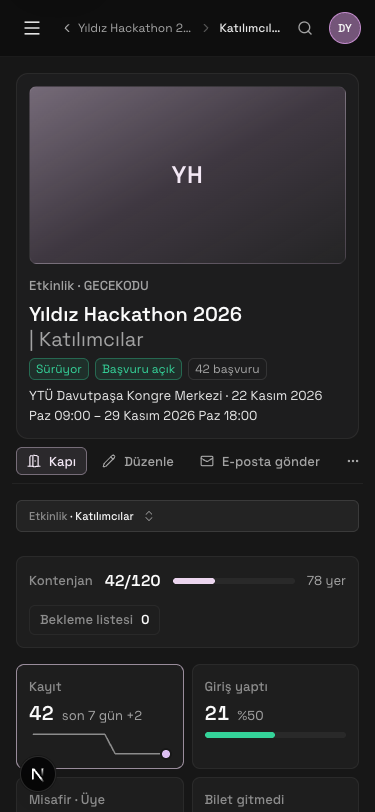 Yıldız Hackathon 2...
Katılımcıl...
DY
YH
Etkinlik · GECEKODU
Yıldız Hackathon 2026
| Katılımcılar
Sürüyor
Başvuru açık
42 başvuru
YTÜ Davutpaşa Kongre Merkezi · 22 Kasım 2026
Paz 09:00 – 29 Kasım 2026 Paz 18:00
Kapı
Düzenle
E-posta gönder
Etkinlik · Katılımcılar
Kontenjan 42/120 78 yer
Bekleme listesi 0
Kayıt
42 son 7 gün +2
Giriş yaptı
21 %50
N
Misafir · Üye
Bilet gitmedi